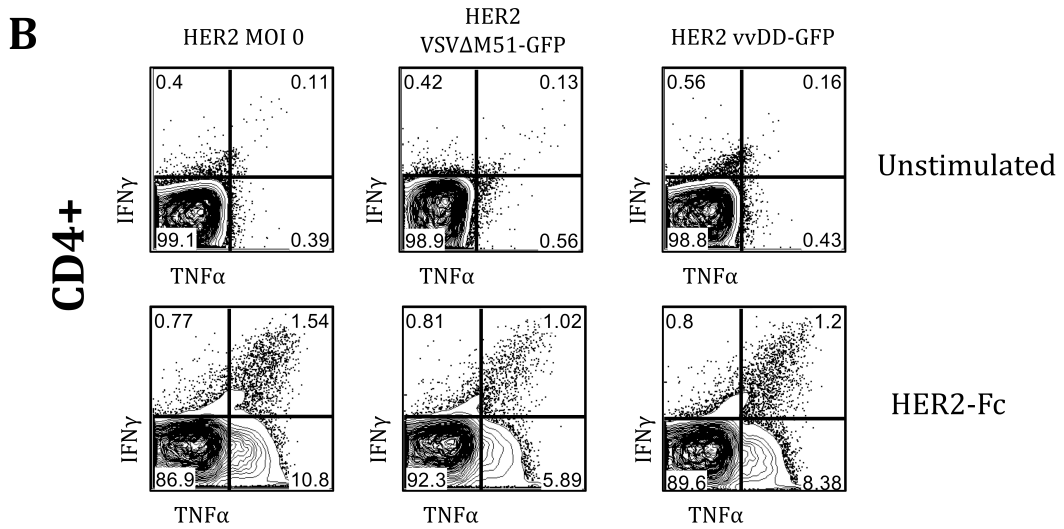 B
HER2 MOI 0
HER2
VSVΔM51-GFP
HER2 vvDD-GFP
CD4+
0.4 0.11
99.1 0.39
IFNγ
TNFα
0.42 0.13
98.9 0.56
IFNγ
TNFα
0.56 0.16
98.8 0.43
IFNγ
TNFα
Unstimulated
0.77 1.54
86.9 10.8
IFNγ
TNFα
0.81 1.02
92.3 5.89
IFNγ
TNFα
0.8 1.2
89.6 8.38
IFNγ
TNFα
HER2-Fc